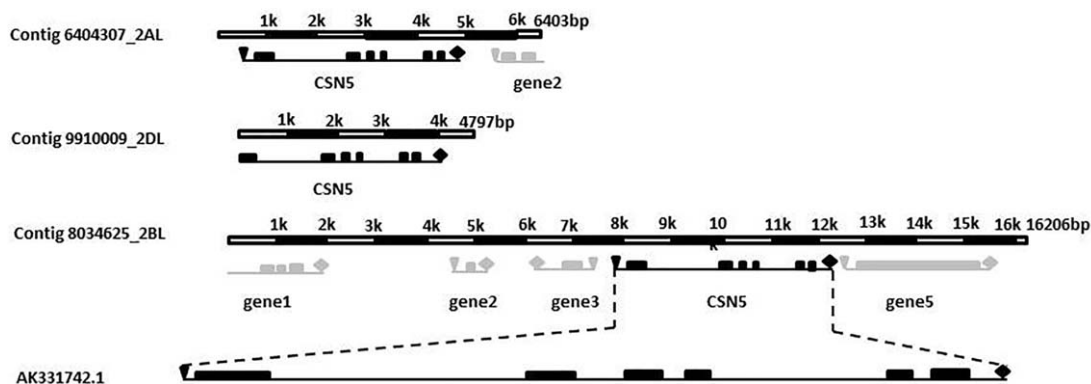 1k 2k 3k 4k 5k 6k 6403bp
Contig 6404307_2AL
CSN5 gene2
1k 2k 3k 4k 4797bp
Contig 9910009_2DL
CSN5
1k 2k 3k 4k 5k 6k 7k 8k 9k 10 11k 12k 13k 14k 15k 16k 16206bp
Contig 8034625_2BL
k
gene1 gene2 gene3 CSN5 gene5
AK331742.1